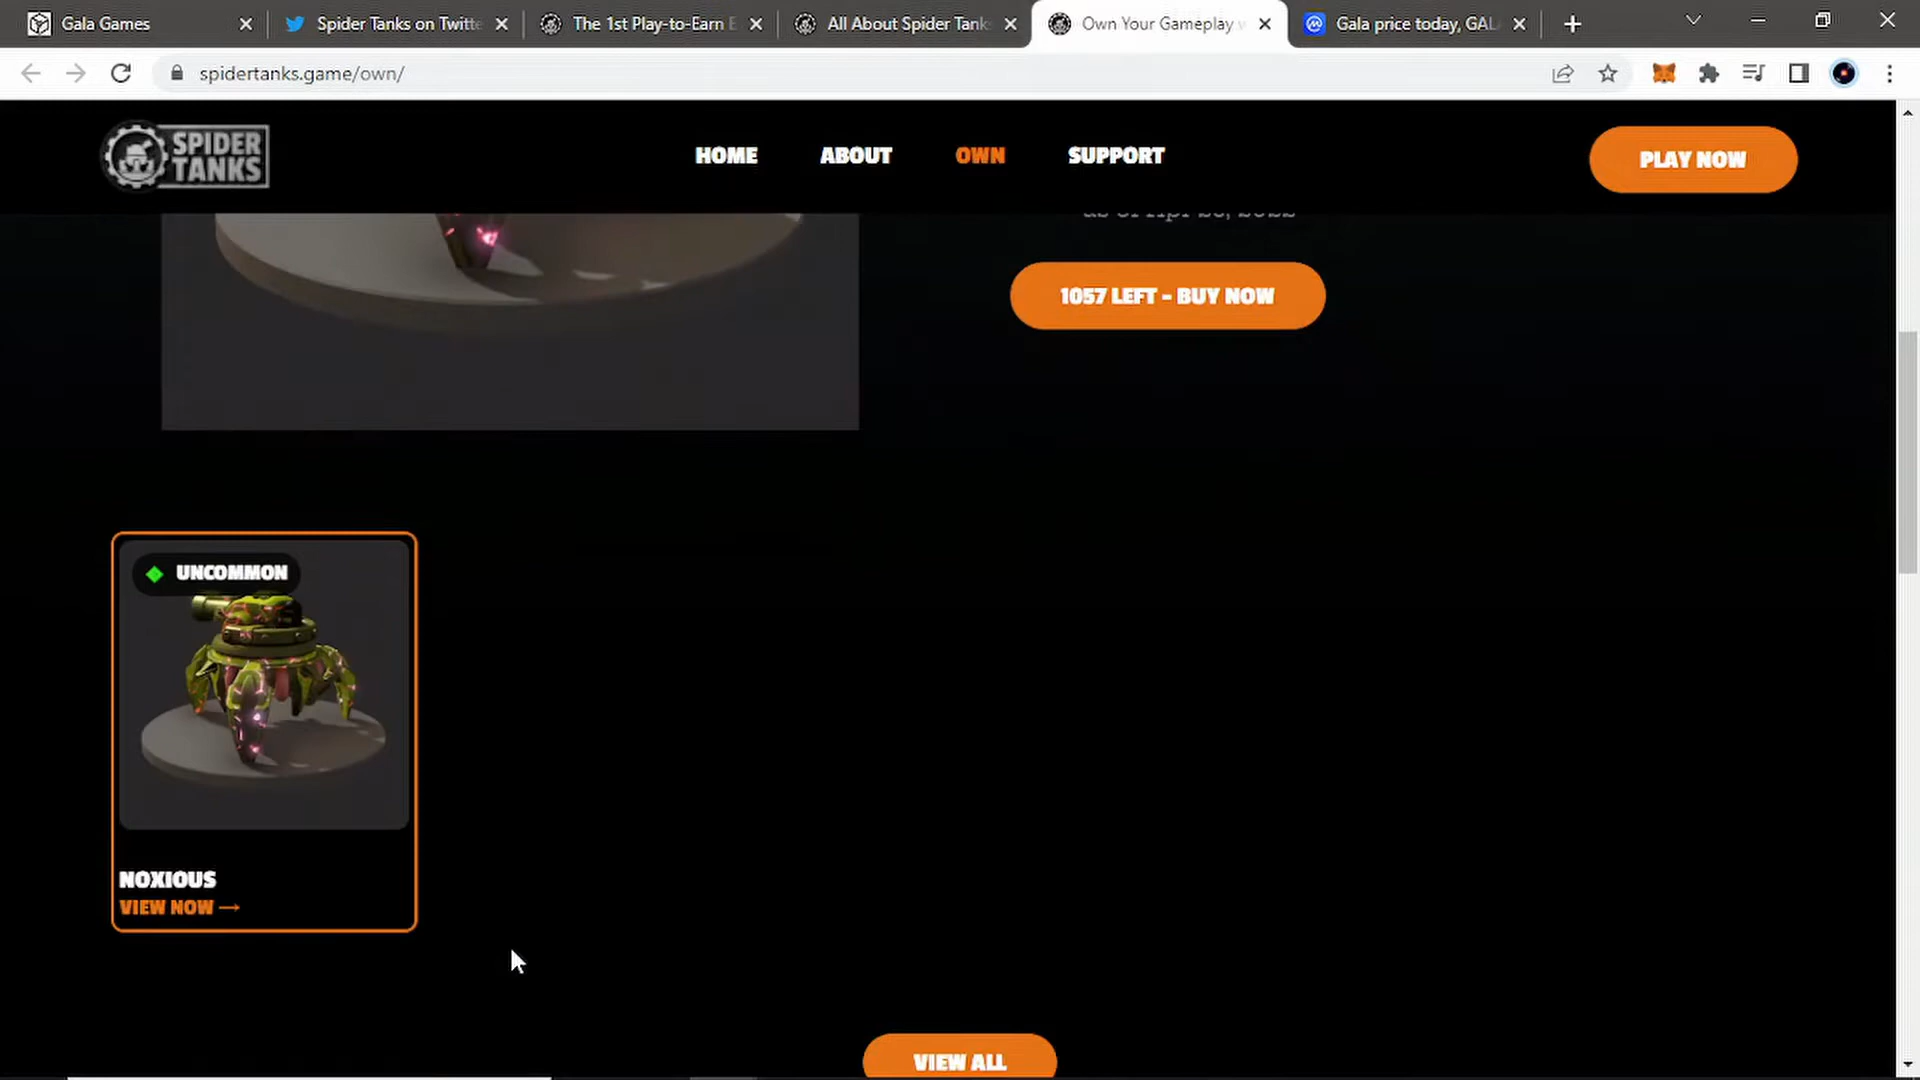 Gala Games
Spider Tanks on Twitte
The 1st Play-to-Earn E
All About Spider Tank
Own Your Gameplay w
Gala price today, GAL
spidertanks.game/own/
SPIDER
TANKS
HOME
ABOUT
OWN
SUPPORT
PLAY NOW
1057 LEFT - BUY NOW
UNCOMMON
NOXIOUS
VIEW NOW →
VIEW ALL